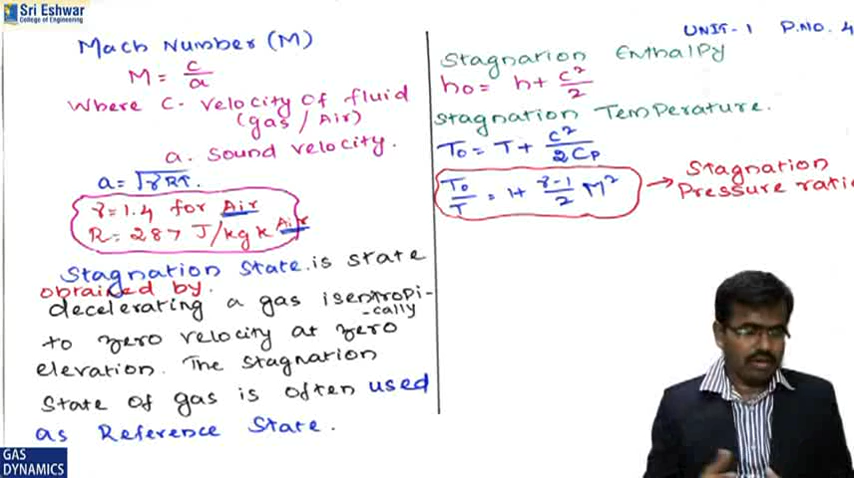 Sri Eshwar
College of Engineering
UNIT-1 P.NO. 4
Mach Number (M)
M = c/a
Where C - Velocity of fluid
(gas / Air)
a. Sound velocity.
a = √γRT.
γ = 1.4 for Air
R = 287 J/kg k Air
Stagnation State is state
obtained by.
decelerating a gas isentropi-
-cally
to zero velocity at zero
elevation. The stagnation
State of gas is often used
as Reference State.
Stagnation Enthalpy
h₀ = h + c²/2
Stagnation Temperature.
T₀ = T + c²/2Cp
T₀/T = 1 + γ-1/2 M² → Stagnation
Pressure ratio
GAS
DYNAMICS